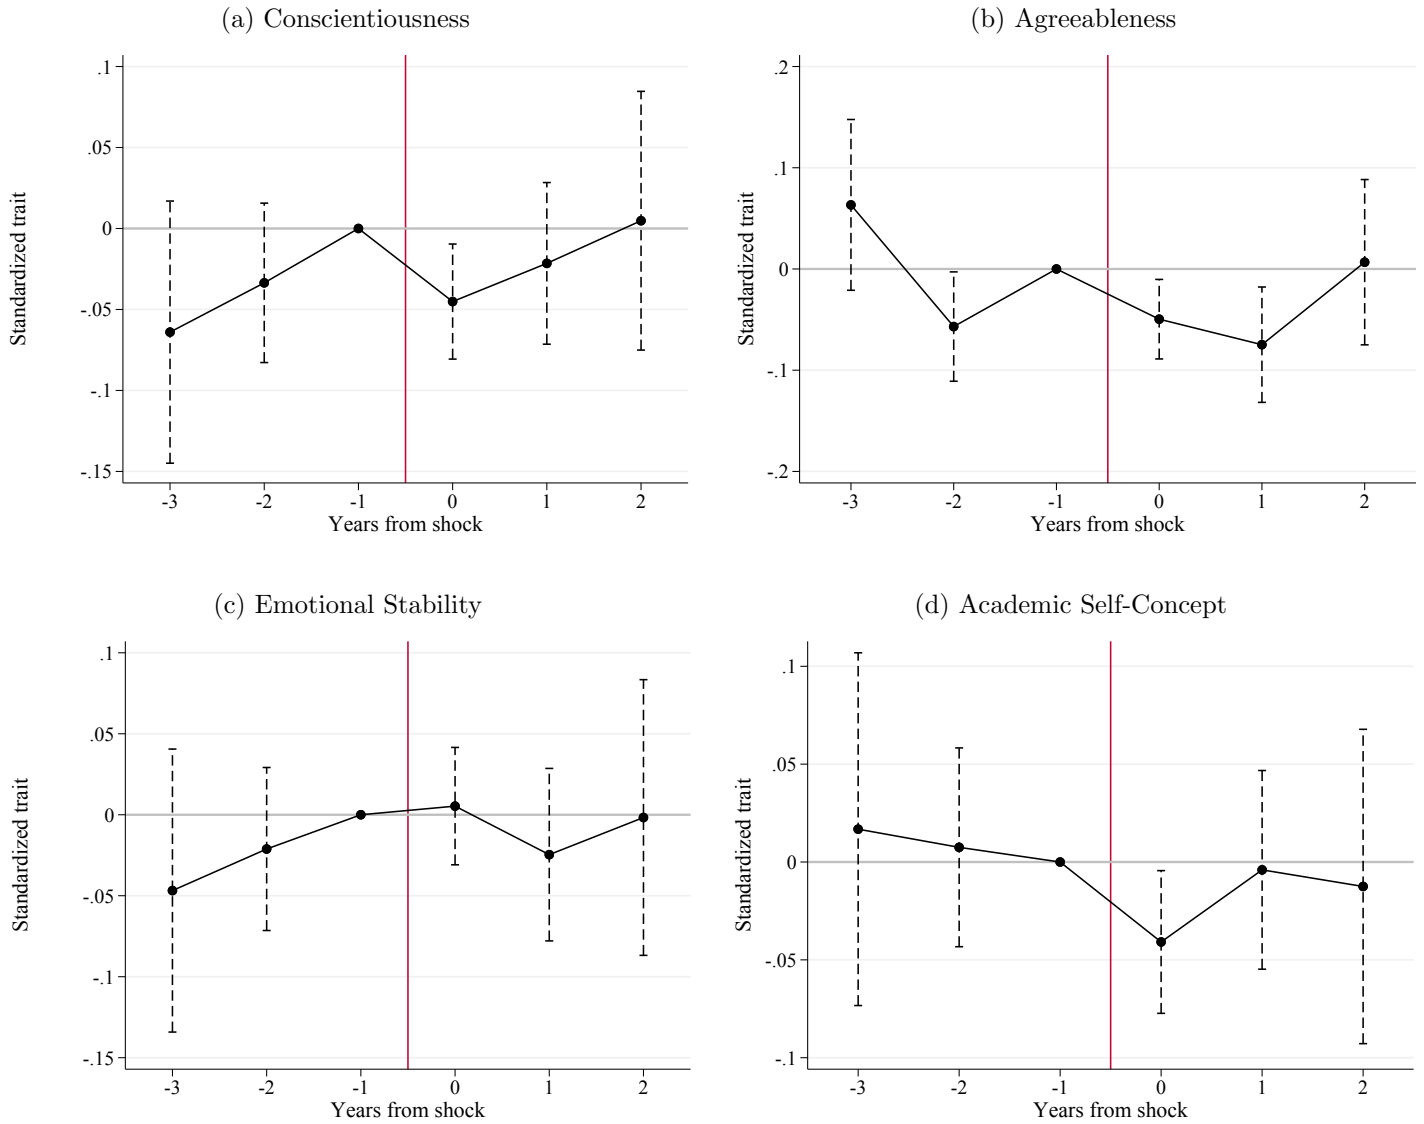 (a) Conscientiousness
.1
.05
0
-.05
-.1
-.15
Standardized trait
-3 -2 -1 0 1 2
Years from shock
(b) Agreeableness
.2
.1
0
-.1
-.2
Standardized trait
-3 -2 -1 0 1 2
Years from shock
(c) Emotional Stability
.1
.05
0
-.05
-.1
-.15
Standardized trait
-3 -2 -1 0 1 2
Years from shock
(d) Academic Self-Concept
.1
.05
0
-.05
-.1
Standardized trait
-3 -2 -1 0 1 2
Years from shock